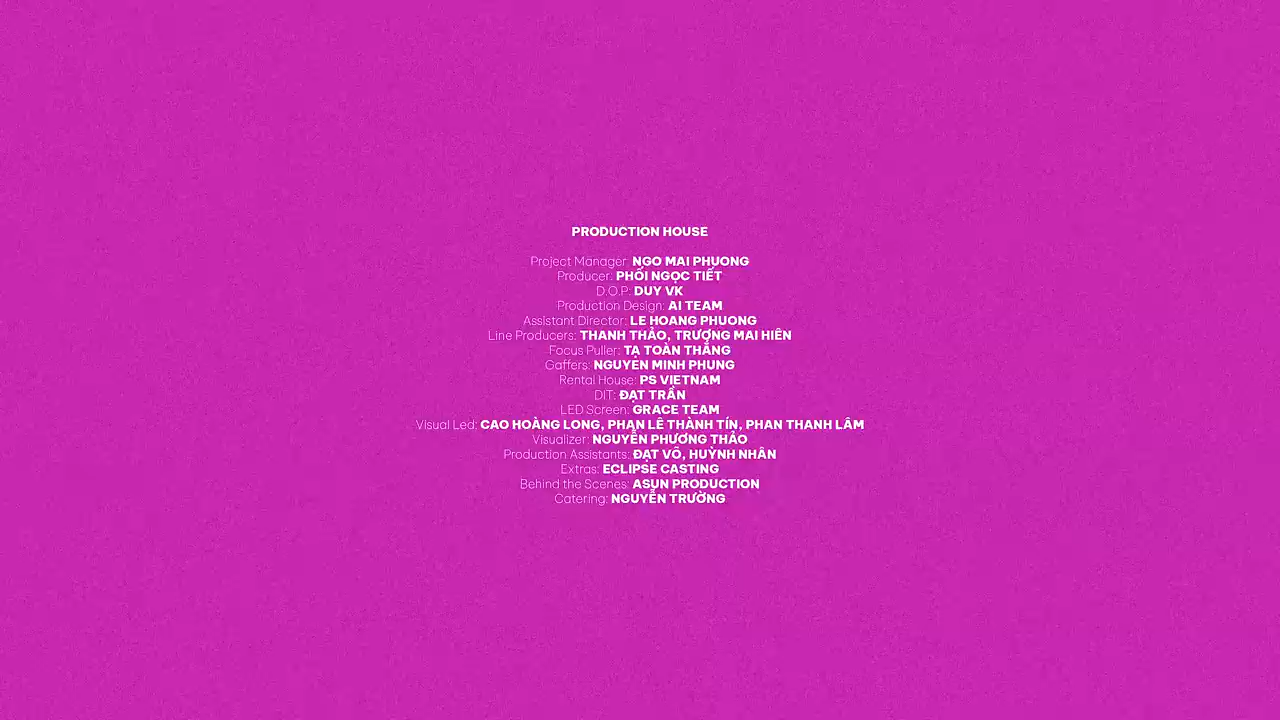 PRODUCTION HOUSE
Project Manager: NGO MAI PHUONG
Producer: PHỐI NGỌC TIẾT
D.O.P: DUY VK
Production Design: AI TEAM
Assistant Director: LE HOANG PHUONG
Line Producers: THANH THẢO, TRƯƠNG MAI HIÊN
Focus Puller: TẠ TOÀN THẮNG
Gaffers: NGUYEN MINH PHUNG
Rental House: PS VIETNAM
DIT: ĐẠT TRẦN
LED Screen: GRACE TEAM
Visual Led: CAO HOÀNG LONG, PHAN LÊ THÀNH TÍN, PHAN THANH LÂM
Visualizer: NGUYỄN PHƯƠNG THẢO
Production Assistants: ĐẠT VÕ, HUỲNH NHÂN
Extras: ECLIPSE CASTING
Behind the Scenes: ASUN PRODUCTION
Catering: NGUYỄN TRƯỜNG